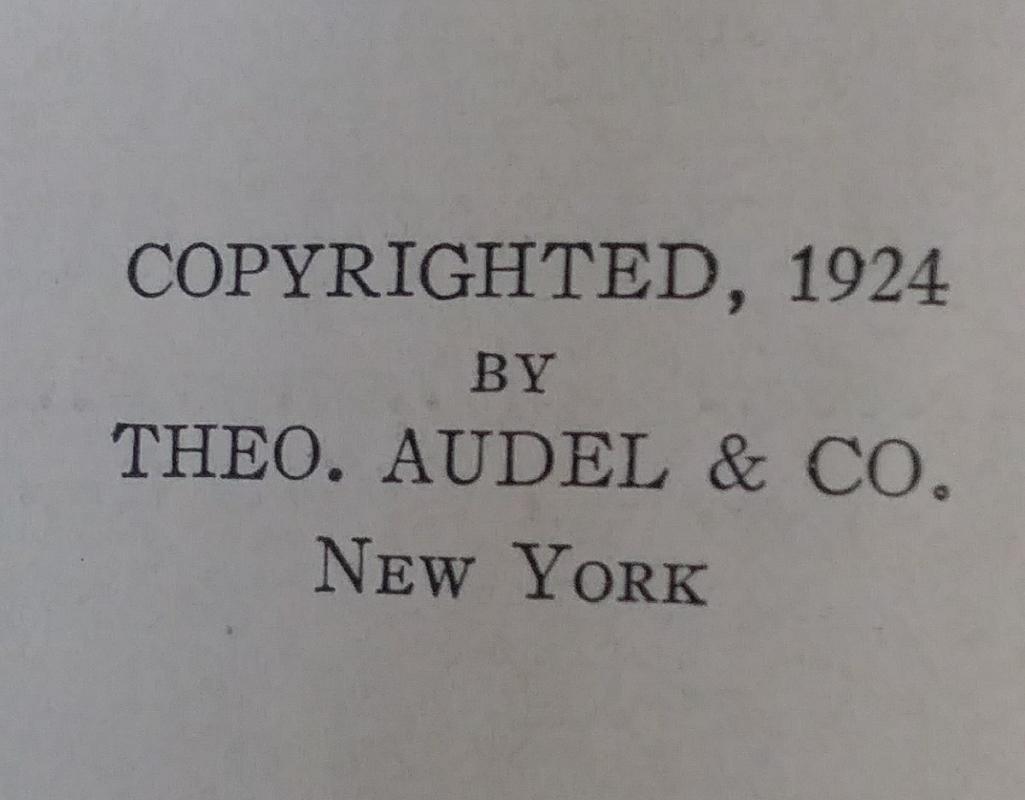 COPYRIGHTED, 1924
BY
THEO. AUDEL & CO.
NEW YORK